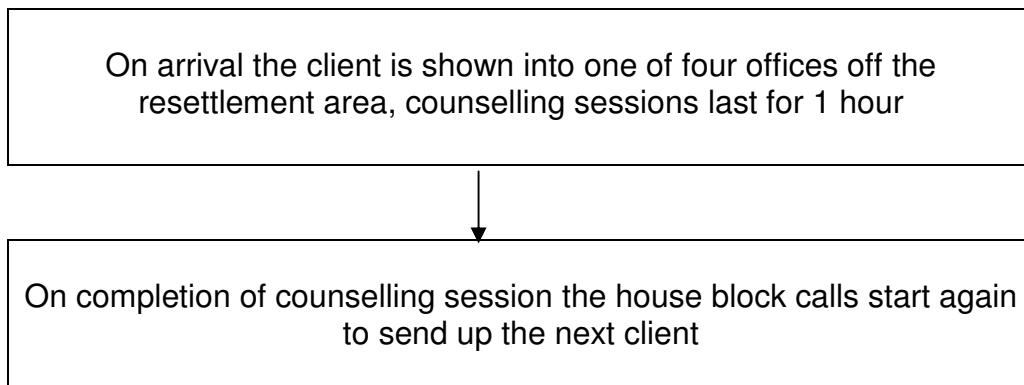 On arrival the client is shown into one of four offices off the
resettlement area, counselling sessions last for 1 hour
On completion of counselling session the house block calls start again
to send up the next client